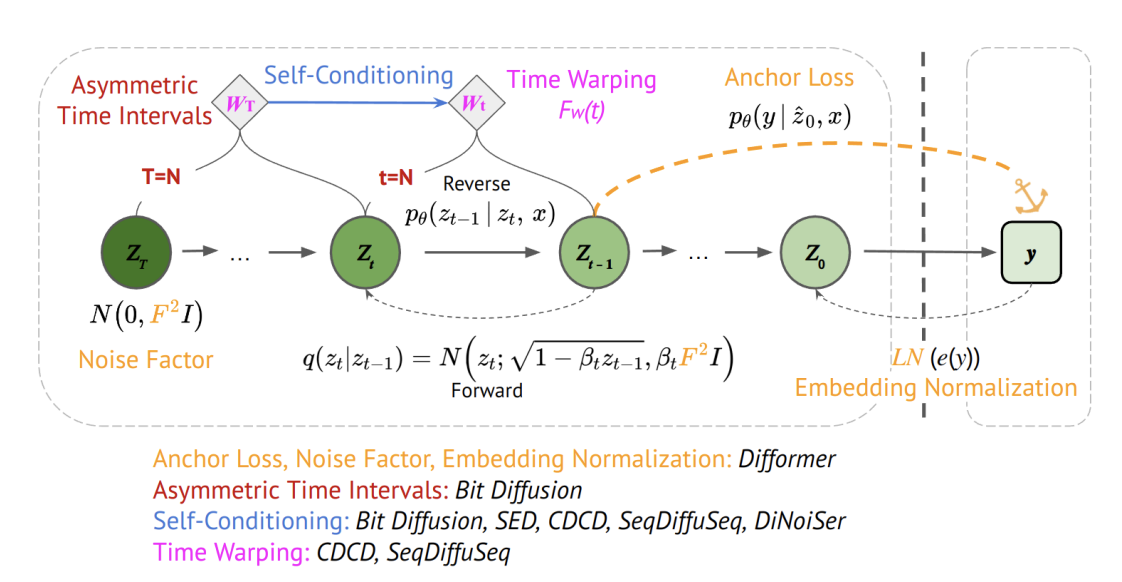 Asymmetric
Time Intervals
W_T
Self-Conditioning
W_t
Time Warping
Fw(t)
Anchor Loss
p_θ(y | ẑ_0, x)
T=N
t=N
Reverse
p_θ(z_{t−1} | z_t, x)
Z_T
...
Z_t
Z_{t-1}
...
Z_0
y
N(0, F²I)
Noise Factor
q(z_t|z_{t−1}) = N(z_t; √(1 − β_t z_{t−1}), β_t F²I)
Forward
LN (e(y))
Embedding Normalization
Anchor Loss, Noise Factor, Embedding Normalization: Difformer
Asymmetric Time Intervals: Bit Diffusion
Self-Conditioning: Bit Diffusion, SED, CDCD, SeqDiffuSeq, DiNoiSer
Time Warping: CDCD, SeqDiffuSeq